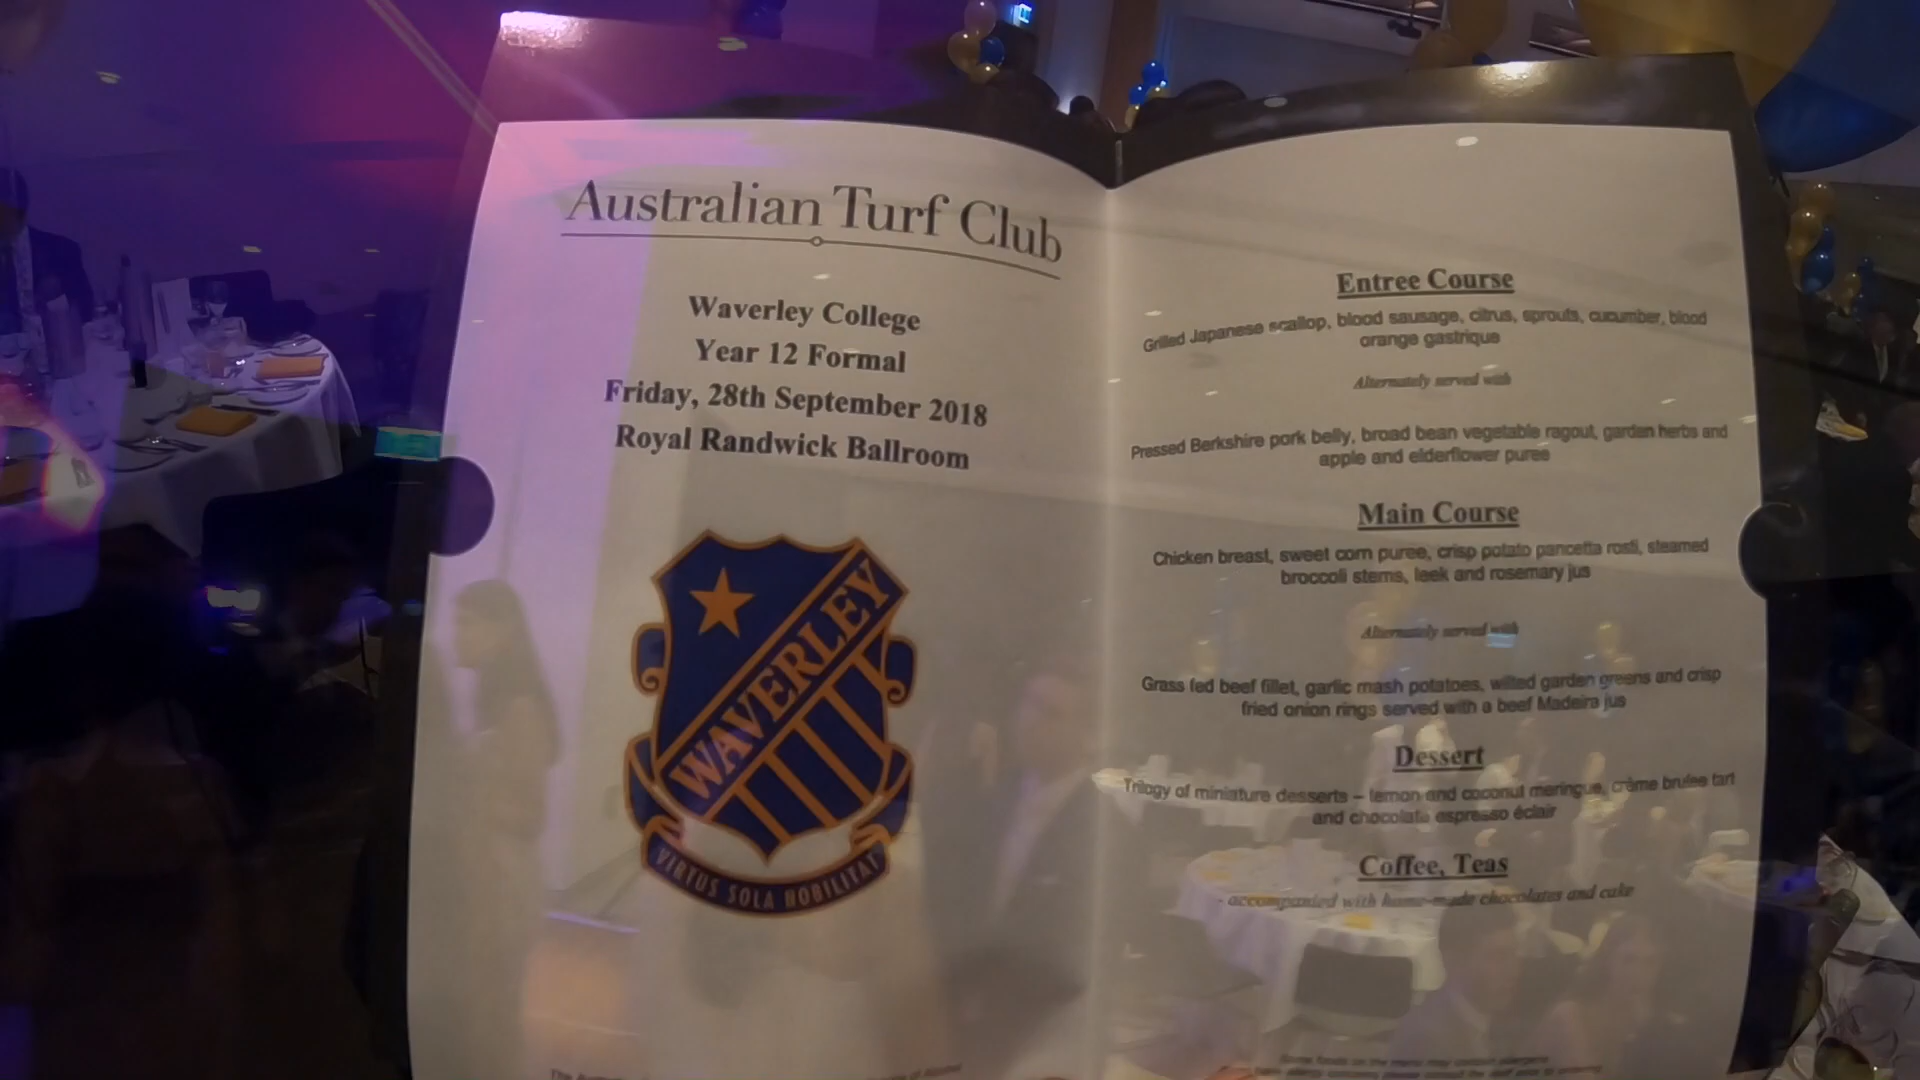 Australian Turf Club
Waverley College
Year 12 Formal
Friday, 28th September 2018
Royal Randwick Ballroom
WAVERLEY
VIRTUS SOLA NOBILITAT
Entree Course
Grilled Japanese scallop, blood sausage, citrus, sprouts, cucumber, blood
orange gastrique
Alternately served with
Pressed Berkshire pork belly, broad bean vegetable ragout, garden herbs and
apple and elderflower puree
Main Course
Chicken breast, sweet corn puree, crisp potato pancetta rosti, steamed
broccoli stems, leek and rosemary jus
Alternately served with
Grass fed beef fillet, garlic mash potatoes, wilted garden greens and crisp
fried onion rings served with a beef Madeira jus
Dessert
Trilogy of miniature desserts – lemon and coconut meringue, crème brulee tart
and chocolate espresso éclair
Coffee, Teas
- accompanied with home-made chocolates and cake